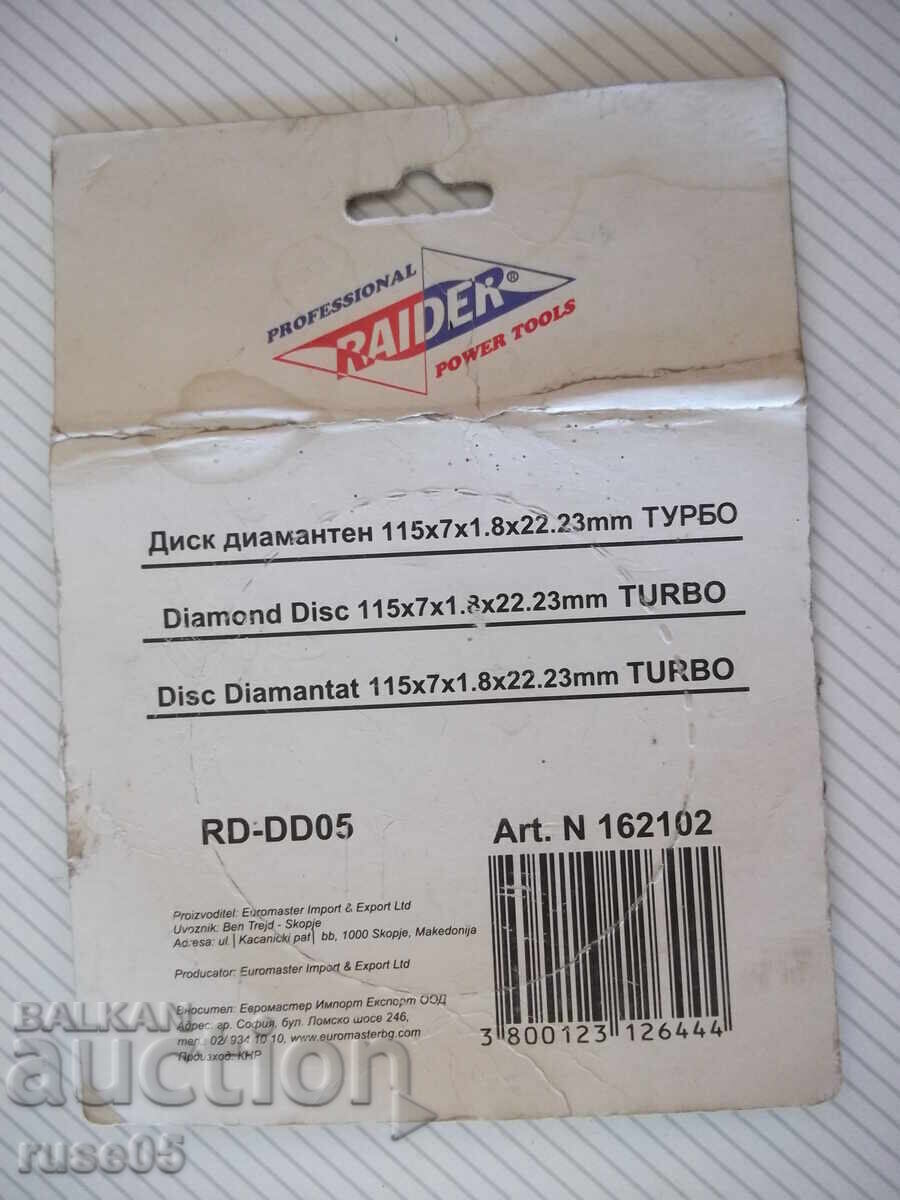 PROFESSIONAL
RAIDER®
POWER TOOLS
Диск диамантен 115x7x1.8x22.23mm ТУРБО
Diamond Disc 115x7x1.8x22.23mm TURBO
Disc Diamantat 115x7x1.8x22.23mm TURBO
RD-DD05
Art. N 162102
Proizvoditel: Euromaster Import & Export Ltd
Uvoznik: Ben Trejd - Skopje
Adresa: ul. | Kacanicki pat | bb, 1000 Skopje, Makedonija
Producator: Euromaster Import & Export Ltd
Вносител: Евромастер Импорт Експорт ООД
Адрес: гр. София, бул. Ломско шосе 246,
тел.: 02/ 934 10 10, www.euromasterbg.com
Произход: КНР
3 800123 126444
BALKAN
auction
ruse05